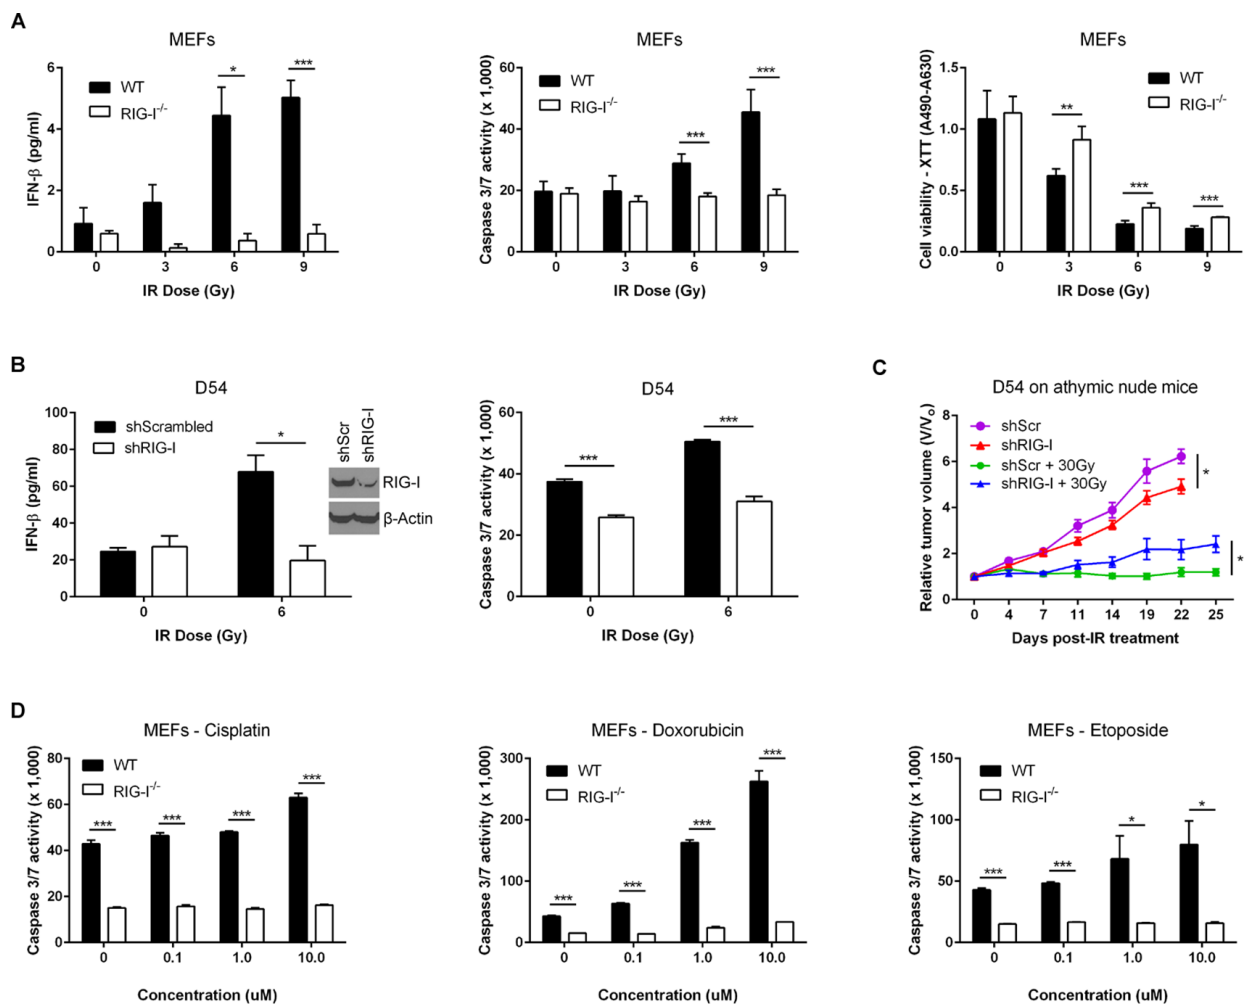 A
MEFs
IFN-β (pg/ml)
6
4
2
0
WT
RIG-I-/-
*
***
0 3 6 9
IR Dose (Gy)
MEFs
Caspase 3/7 activity (x 1,000)
60
40
20
0
WT
RIG-I-/-
***
***
0 3 6 9
IR Dose (Gy)
MEFs
Cell viability - XTT (A490-A630)
1.5
1.0
0.5
0.0
WT
RIG-I-/-
**
***
***
0 3 6 9
IR Dose (Gy)
B
D54
IFN-β (pg/ml)
100
80
60
40
20
0
shScrambled
shRIG-I
*
shScr
shRIG-I
RIG-I
β-Actin
0 6
IR Dose (Gy)
D54
Caspase 3/7 activity (x 1,000)
60
40
20
0
***
***
0 6
IR Dose (Gy)
C
D54 on athymic nude mice
Relative tumor volume (V/Vo)
8
6
4
2
0
shScr
shRIG-I
shScr + 30Gy
shRIG-I + 30Gy
*
*
0 4 7 11 14 19 22 25
Days post-IR treatment
D
MEFs - Cisplatin
Caspase 3/7 activity (x 1,000)
80
60
40
20
0
WT
RIG-I-/-
***
***
***
***
0 0.1 1.0 10.0
Concentration (uM)
MEFs - Doxorubicin
Caspase 3/7 activity (x 1,000)
300
200
100
0
WT
RIG-I-/-
***
***
***
***
0 0.1 1.0 10.0
Concentration (uM)
MEFs - Etoposide
Caspase 3/7 activity (x 1,000)
150
100
50
0
WT
RIG-I-/-
***
***
*
*
0 0.1 1.0 10.0
Concentration (uM)